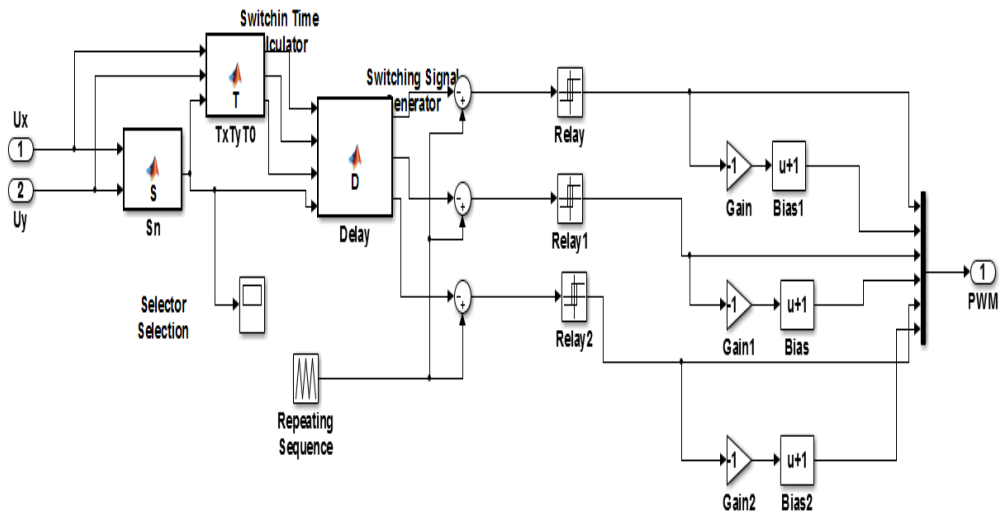 Switchin Time
lculator
T
TxTyT0
Ux
1
2
Uy
S
Sn
Selector
Selection
Switching Signal
Generator
D
Delay
Repeating
Sequence
-
+
-
+
-
+
Relay
Relay1
Relay2
-1
Gain
u+1
Bias1
-1
Gain1
u+1
Bias
-1
Gain2
u+1
Bias2
1
PWM